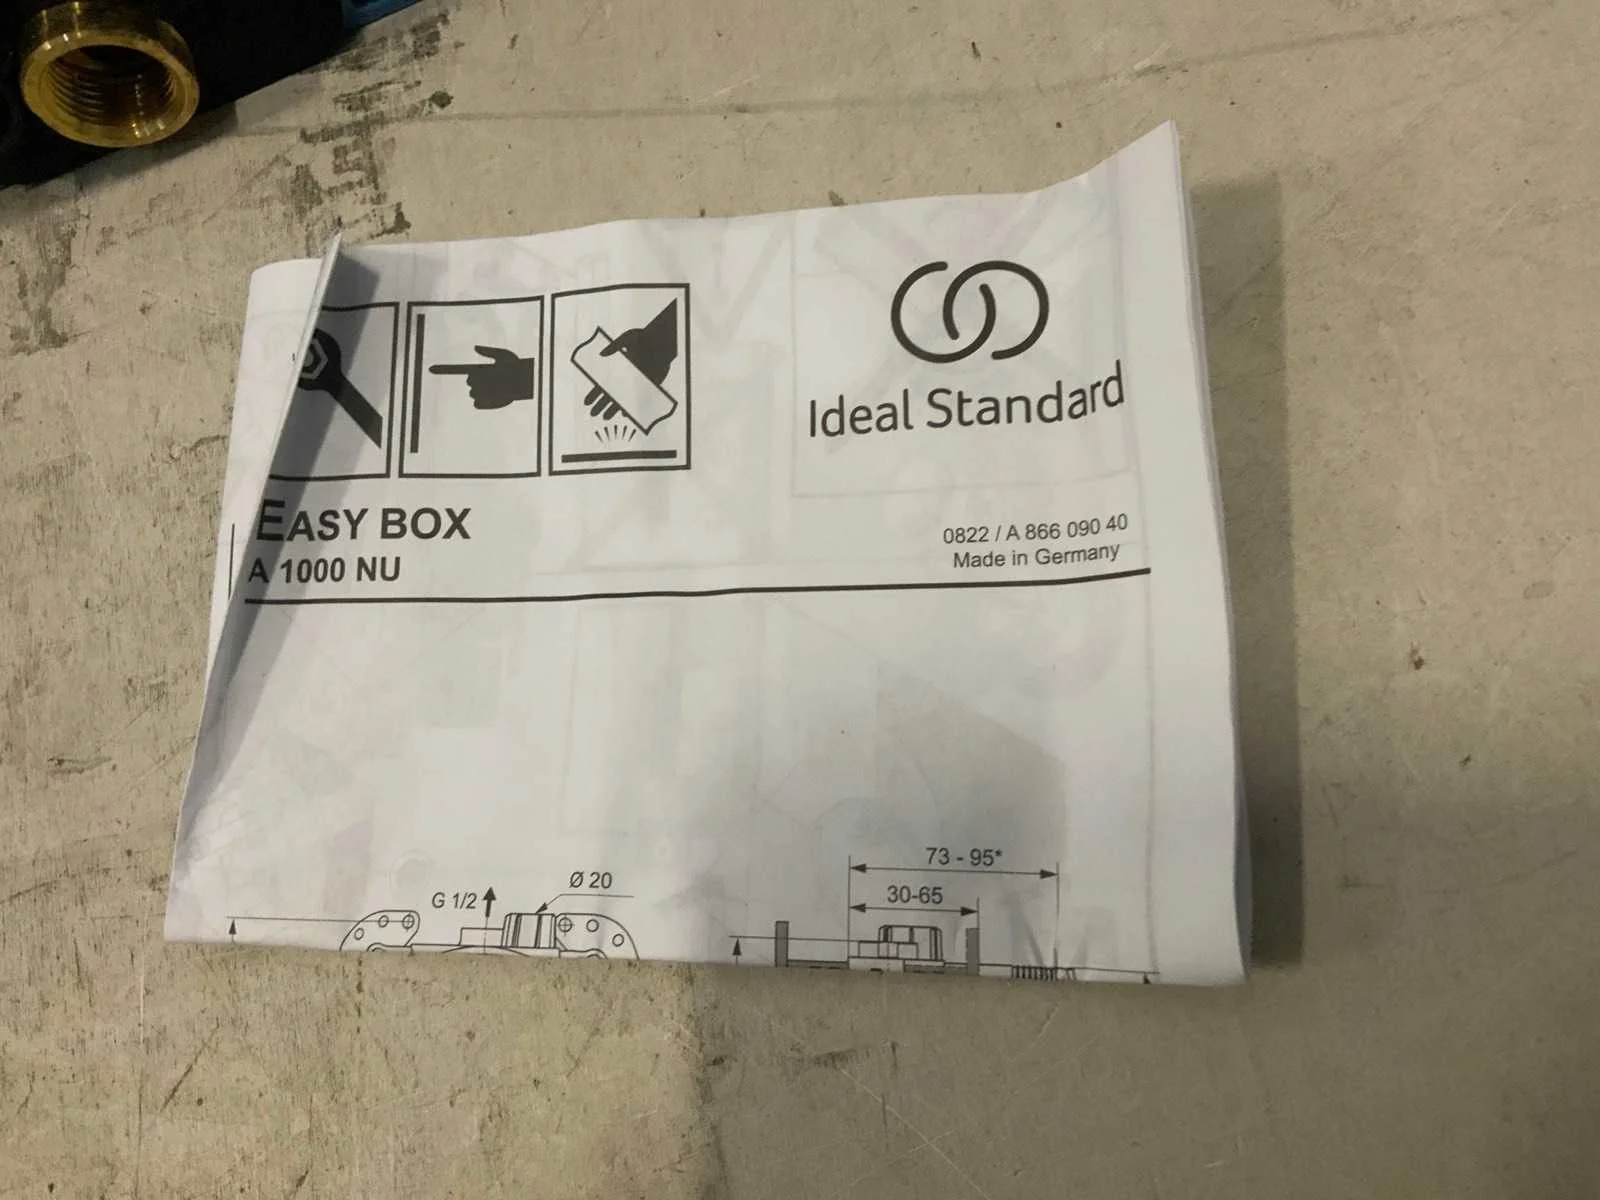 Ideal Standard
EASY BOX
A 1000 NU
0822 / A 866 090 40
Made in Germany
73 - 95*
Ø 20
30-65
G 1/2